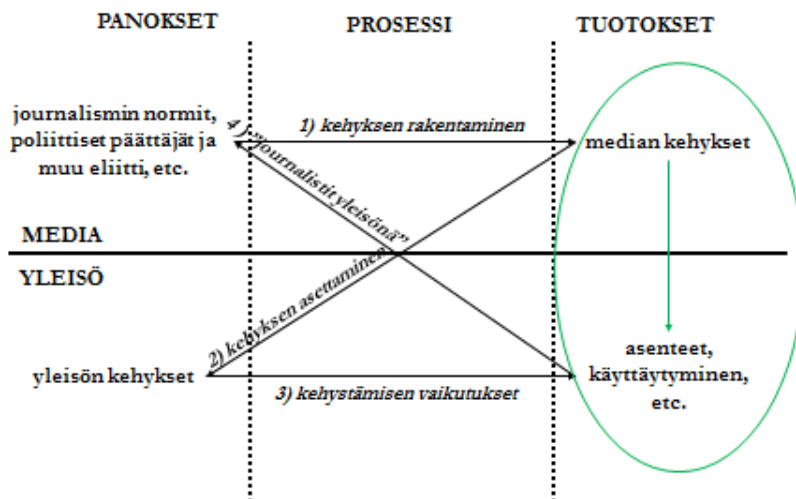 PANOKSET
PROSESSI
TUOTOKSET
journalismin normit,
poliittiset päättäjät ja
muu eliitti, etc.
4 ) "journalistit yleisönä"
1) kehyksen rakentaminen
median kehykset
MEDIA
YLEISÖ
2) kehyksen asettaminen
yleisön kehykset
3) kehystämisen vaikutukset
asenteet,
käyttäytyminen,
etc.